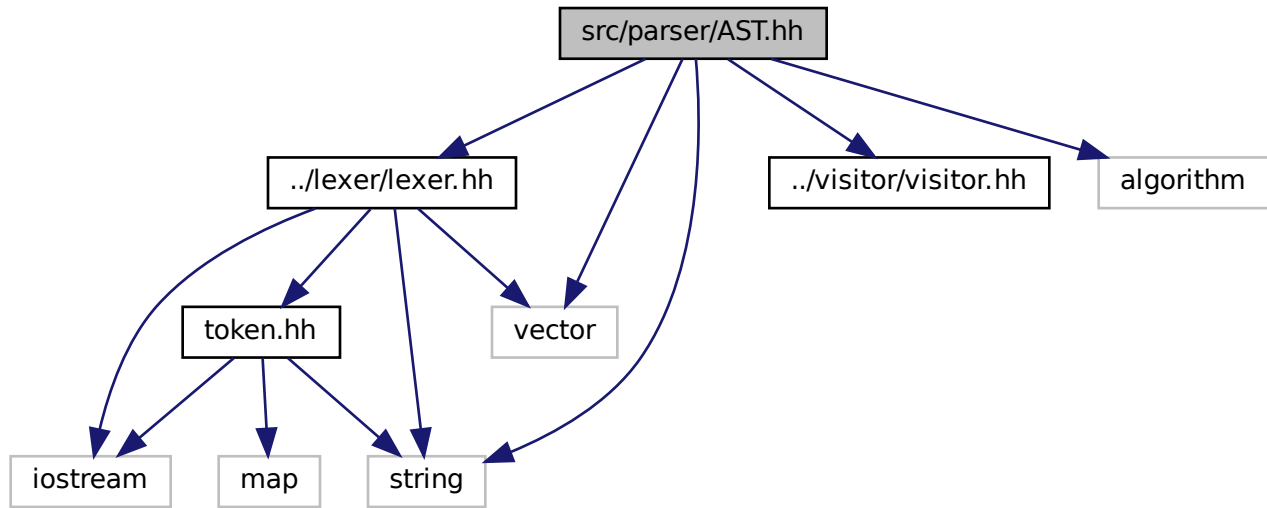 src/parser/AST.hh
../lexer/lexer.hh
../visitor/visitor.hh
algorithm
token.hh
vector
iostream
map
string